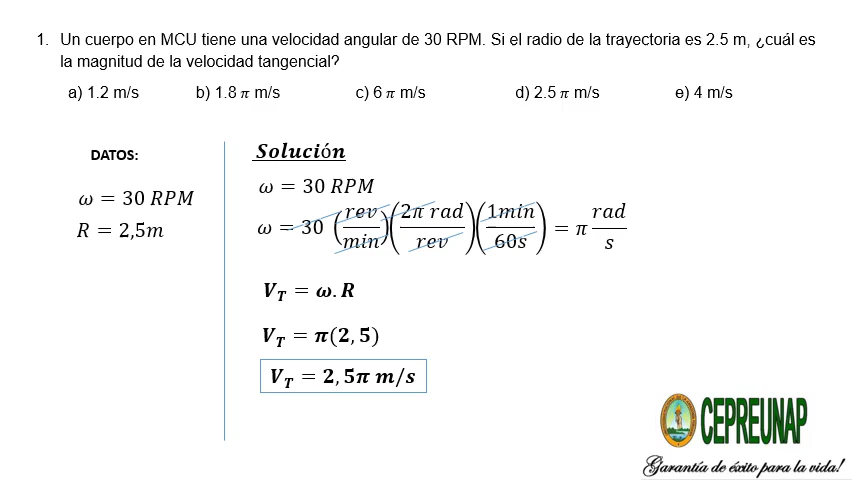 1. Un cuerpo en MCU tiene una velocidad angular de 30 RPM. Si el radio de la trayectoria es 2.5 m, ¿cuál es
la magnitud de la velocidad tangencial?
a) 1.2 m/s b) 1.8 π m/s c) 6 π m/s d) 2.5 π m/s e) 4 m/s
DATOS:
ω = 30 RPM
R = 2,5m
Solución
ω = 30 RPM
ω = 30 (rev/min)(2π rad/rev)(1min/60s) = π rad/s
V_T = ω.R
V_T = π(2,5)
V_T = 2,5π m/s
CEPREUNAP
Garantía de éxito para la vida!